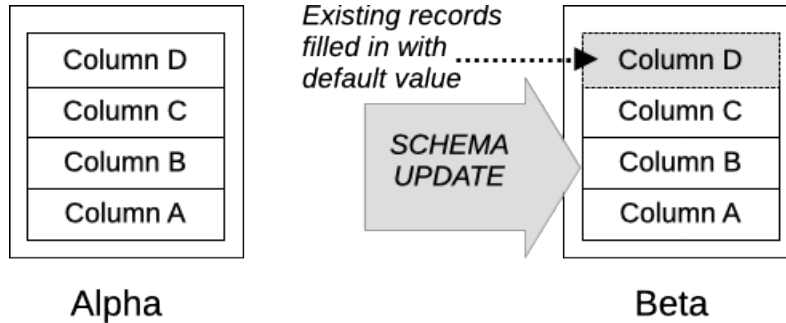 Column D
Column C
Column B
Column A
Alpha
Existing records
filled in with
default value
SCHEMA
UPDATE
Column D
Column C
Column B
Column A
Beta